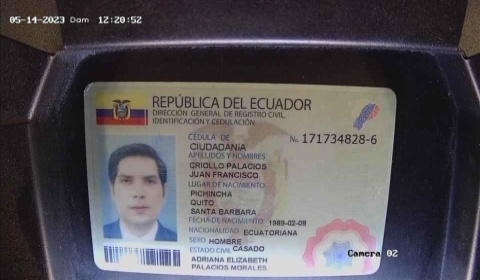 05-14-2023 Dam 12:20:52
REPÚBLICA DEL ECUADOR
DIRECCIÓN GENERAL DE REGISTRO CIVIL,
IDENTIFICACIÓN Y CEDULACIÓN
CÉDULA DE No. 171734828-6
CIUDADANÍA
APELLIDOS Y NOMBRES
CRIOLLO PALACIOS
JUAN FRANCISCO
LUGAR DE NACIMIENTO
PICHINCHA
QUITO
SANTA BARBARA
FECHA DE NACIMIENTO 1989-02-08
NACIONALIDAD ECUATORIANA
SEXO HOMBRE
ESTADO CIVIL CASADO
ADRIANA ELIZABETH
PALACIOS MORALES
Camera 02